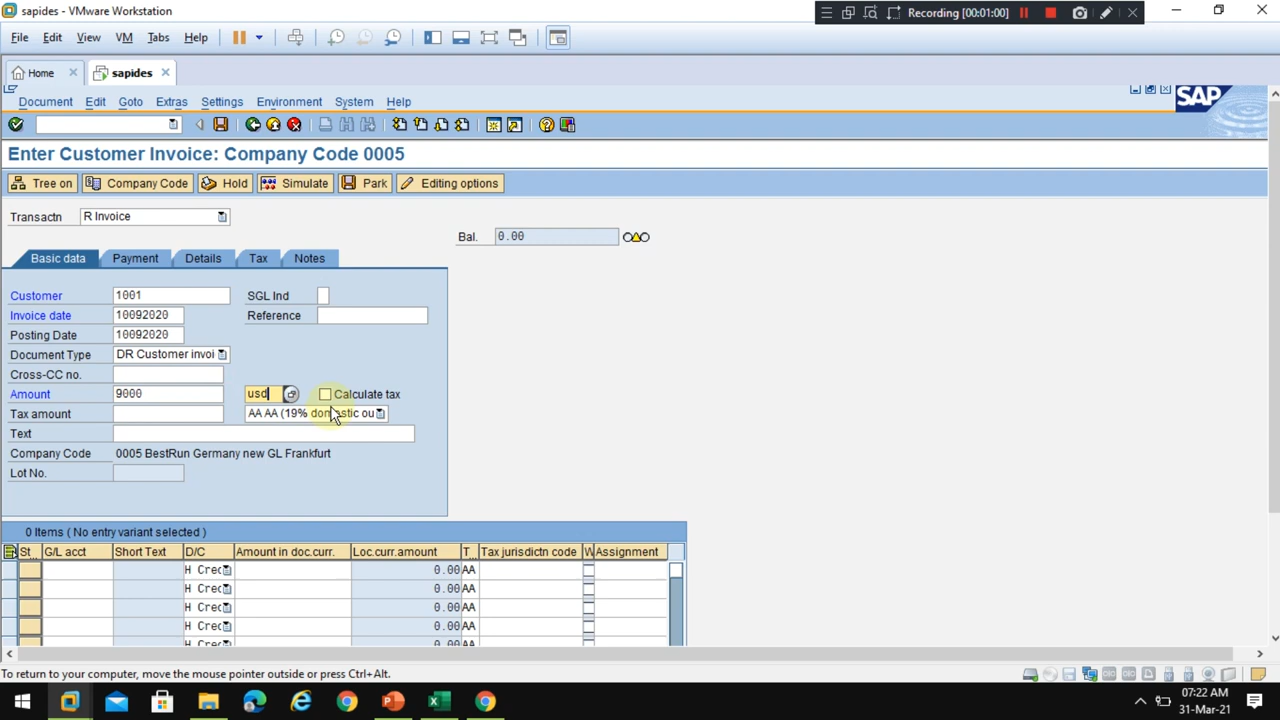 sapides - VMware Workstation
Recording [00:01:00]
File Edit View VM Tabs Help
Home sapides
Document Edit Goto Extras Settings Environment System Help
SAP
Enter Customer Invoice: Company Code 0005
Tree on Company Code Hold Simulate Park Editing options
Transactn R Invoice
Bal. 0.00
Basic data Payment Details Tax Notes
Customer 1001 SGL Ind
Invoice date 10092020 Reference
Posting Date 10092020
Document Type DR Customer invoi
Cross-CC no.
Amount 9000 usd Calculate tax
Tax amount AA AA (19% domestic ou
Text
Company Code 0005 BestRun Germany new GL Frankfurt
Lot No.
0 Items ( No entry variant selected )
St... G/L acct Short Text D/C Amount in doc.curr. Loc.curr.amount T... Tax jurisdictn code W Assignment
H Crec 0.00 AA
H Crec 0.00 AA
H Crec 0.00 AA
H Crec 0.00 AA
H Crec 0.00 AA
To return to your computer, move the mouse pointer outside or press Ctrl+Alt.
07:22 AM
31-Mar-21